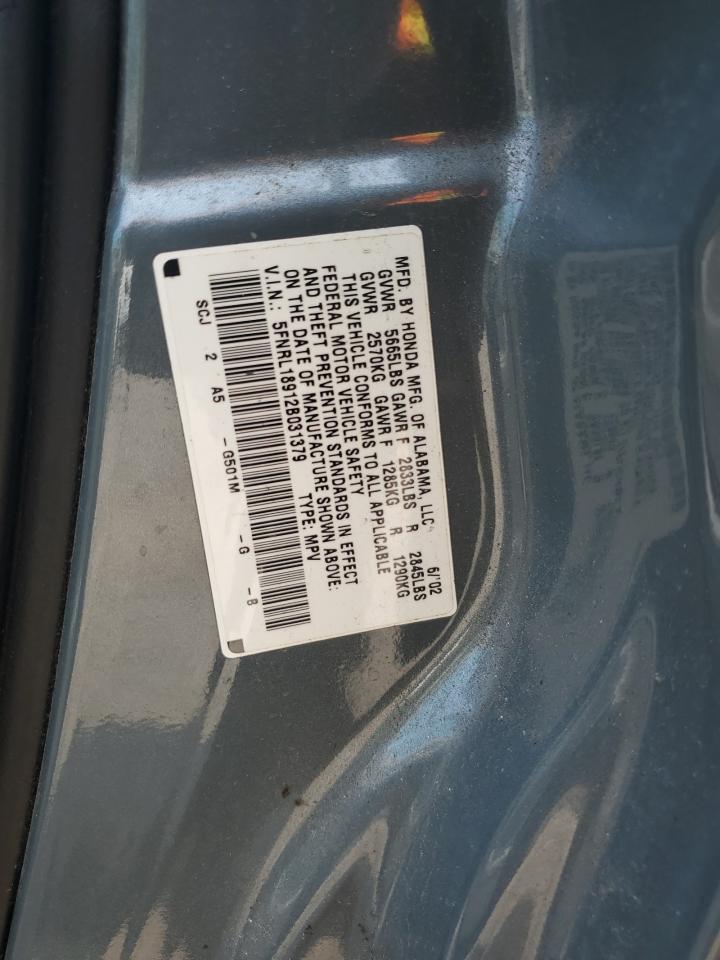 MFD. BY HONDA MFG. OF ALABAMA, LLC. 6/'02
GVWR 5665LBS GAWR F 2833LBS R 2845LBS
GVWR 2570KG GAWR F 1285KG R 1290KG
THIS VEHICLE CONFORMS TO ALL APPLICABLE
FEDERAL MOTOR VEHICLE SAFETY
AND THEFT PREVENTION STANDARDS IN EFFECT
ON THE DATE OF MANUFACTURE SHOWN ABOVE.
V.I.N.: 5FNRL18912B031379 TYPE: MPV
SCJ 2 A5 -G501M -G -B